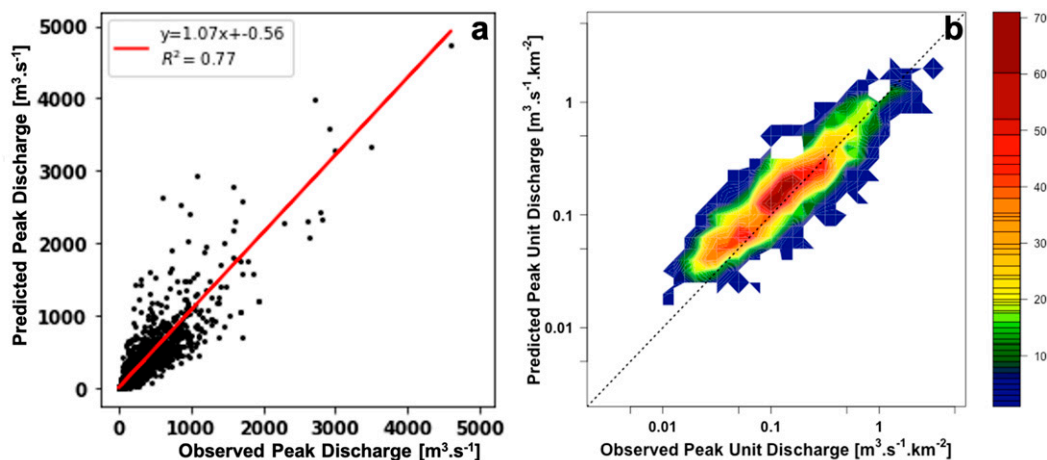 5000
4000
3000
2000
1000
0
Predicted Peak Discharge [m³.s⁻¹]
y=1.07x+-0.56
R² = 0.77
a
0 1000 2000 3000 4000 5000
Observed Peak Discharge [m³.s⁻¹]
Predicted Peak Unit Discharge [m³.s⁻¹.km⁻²]
1
0.1
0.01
b
0.01 0.1 1
Observed Peak Unit Discharge [m³.s⁻¹.km⁻²]
70
60
50
40
30
20
10